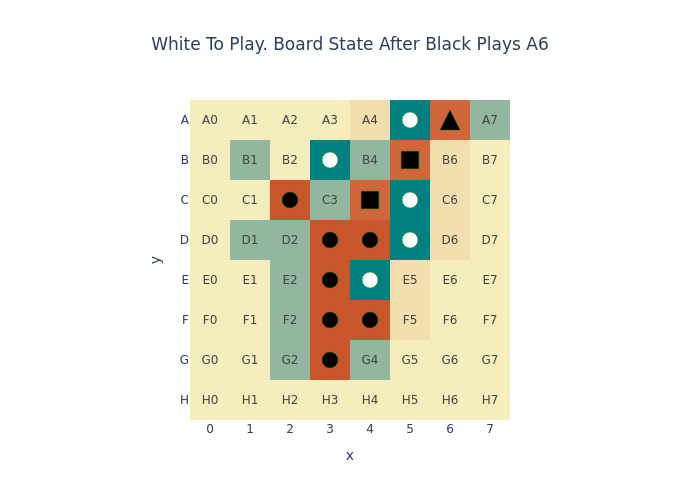 White To Play. Board State After Black Plays A6
A A0 A1 A2 A3 A4 A7
B B0 B1 B2 B4 B6 B7
C C0 C1 C3 C6 C7
D D0 D1 D2 D6 D7
E E0 E1 E2 E5 E6 E7
F F0 F1 F2 F5 F6 F7
G G0 G1 G2 G4 G5 G6 G7
H H0 H1 H2 H3 H4 H5 H6 H7
0 1 2 3 4 5 6 7
x
y